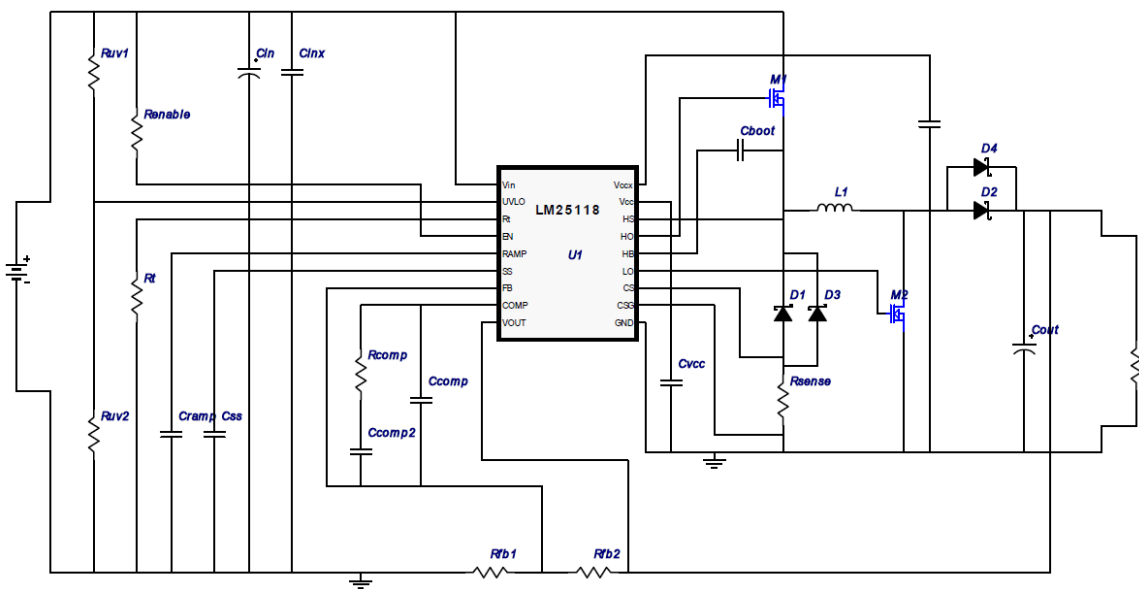 Ruv1
Cin
Cinx
M1
Renable
Cboot
D4
D2
L1
LM25118
U1
Vin
UVLO
Rt
EN
RAMP
SS
FB
COMP
VOUT
Vccx
Vcc
HS
HO
HB
LO
CS
CSG
GND
Rt
D1
D3
M2
Cout
Rcomp
Ccomp
Cvcc
Rsense
Ruv2
Cramp
Css
Ccomp2
Rfb1
Rfb2
+
-
+
+